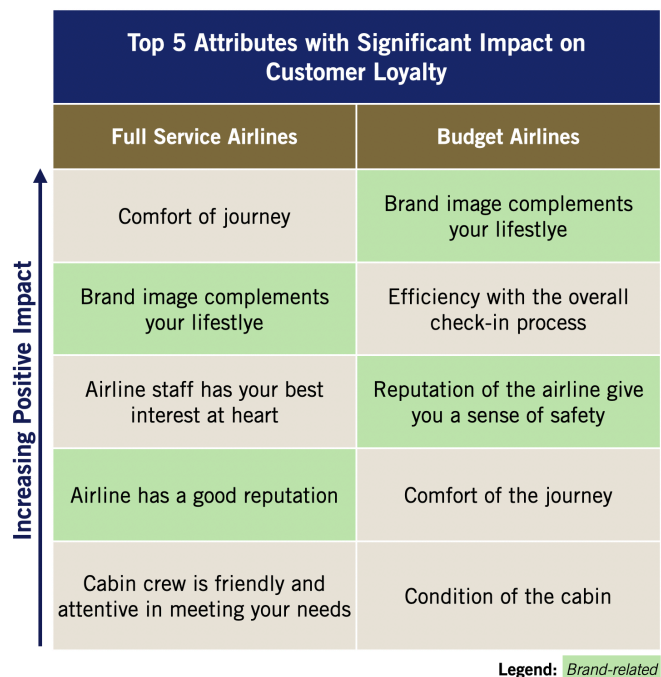 Top 5 Attributes with Significant Impact on
Customer Loyalty
Full Service Airlines
Budget Airlines
Increasing Positive Impact
Comfort of journey
Brand image complements
your lifestlye
Brand image complements
your lifestlye
Efficiency with the overall
check-in process
Airline staff has your best
interest at heart
Reputation of the airline give
you a sense of safety
Airline has a good reputation
Comfort of the journey
Cabin crew is friendly and
attentive in meeting your needs
Condition of the cabin
Legend: Brand-related